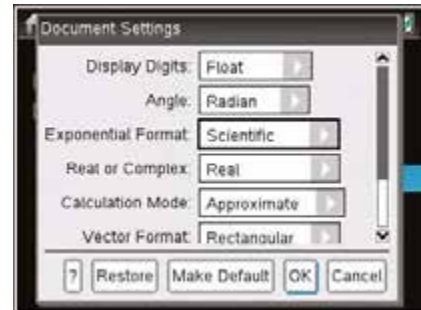 Document Settings
Display Digits: Float
Angle: Radian
Exponential Format: Scientific
Real or Complex: Real
Calculation Mode: Approximate
Vector Format: Rectangular
? Restore Make Default OK Cancel